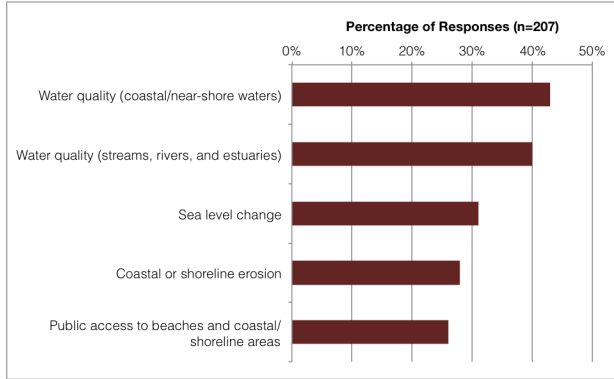 Percentage of Responses (n=207)
0% 10% 20% 30% 40% 50%
Water quality (coastal/near-shore waters)
Water quality (streams, rivers, and estuaries)
Sea level change
Coastal or shoreline erosion
Public access to beaches and coastal/
shoreline areas